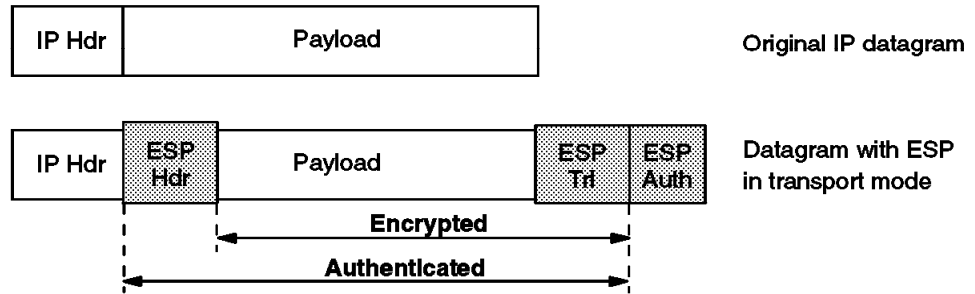 IP Hdr Payload Original IP datagram
IP Hdr ESP Hdr Payload ESP Trl ESP Auth Datagram with ESP in transport mode
Encrypted
Authenticated